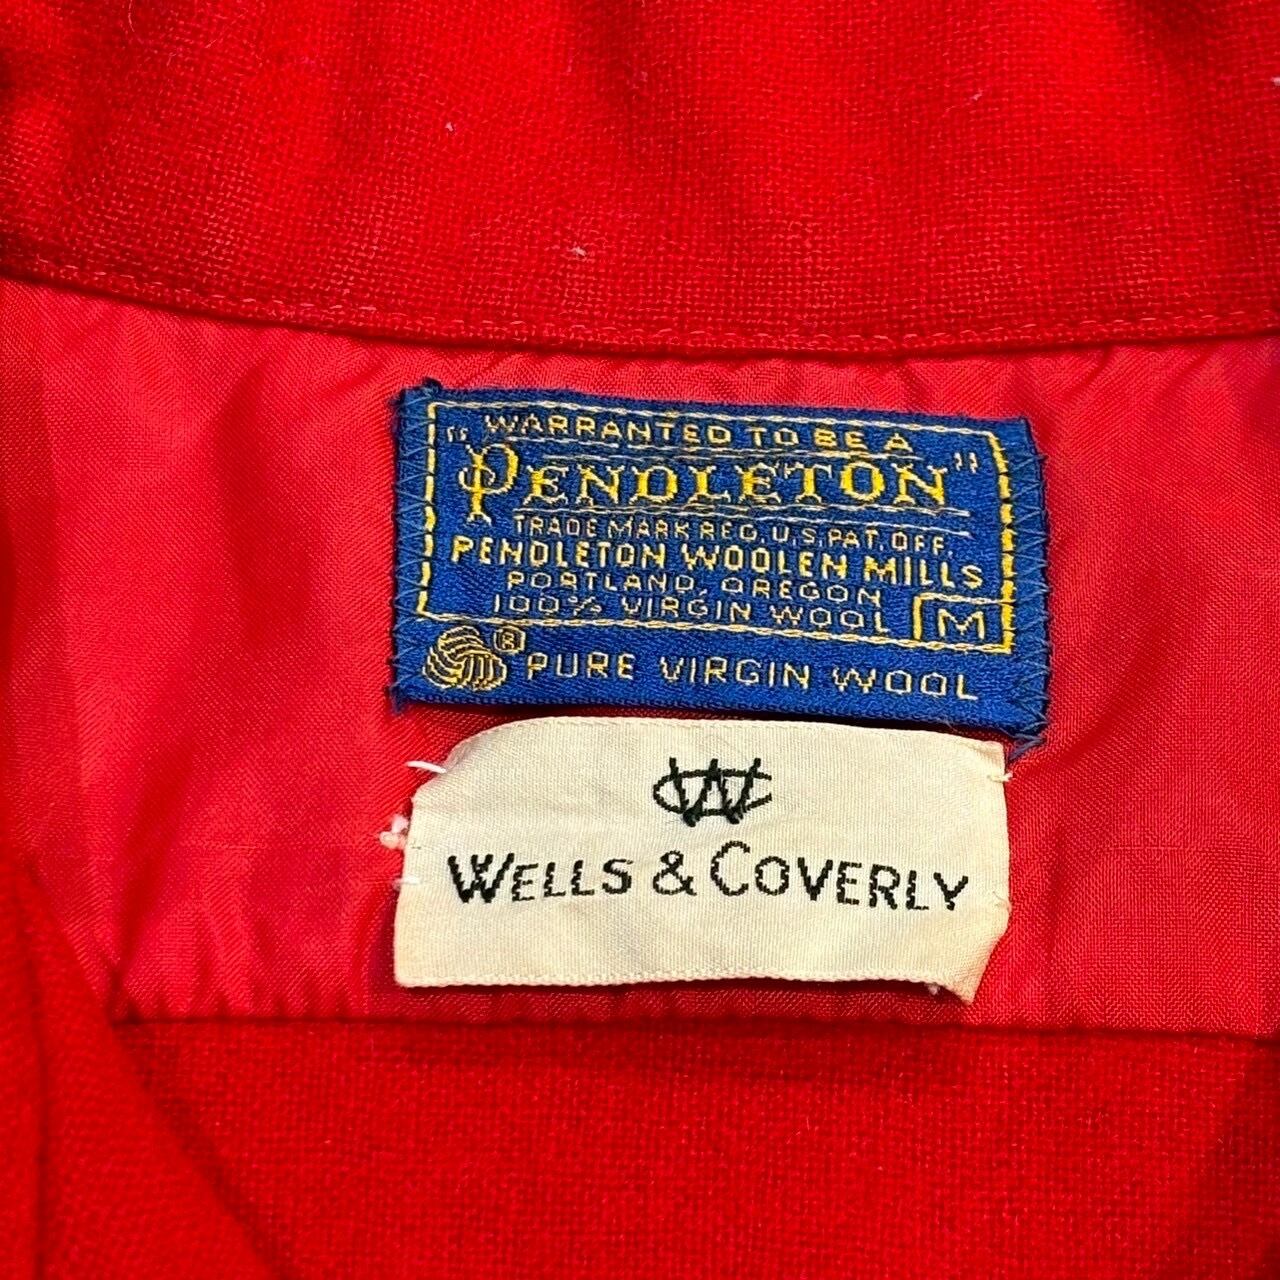 WARRANTED TO BE A
"PENDLETON"
TRADE MARK REG. U.S. PAT. OFF.
PENDLETON WOOLEN MILLS
PORTLAND, OREGON
100% VIRGIN WOOL M
® PURE VIRGIN WOOL
WC
WELLS & COVERLY